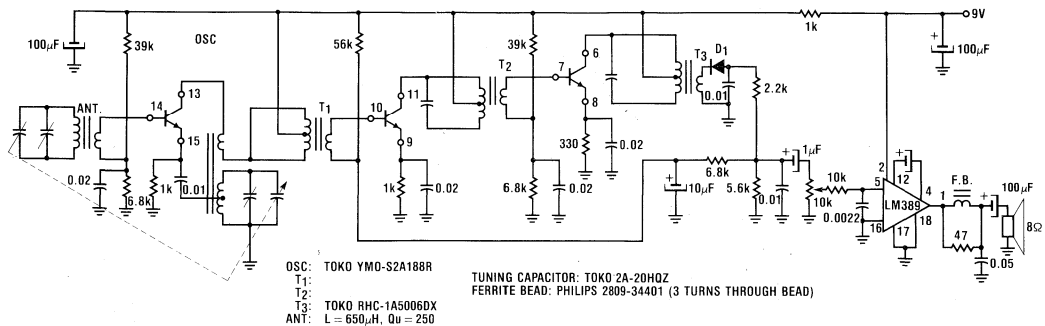 9V
1k
100μF
39k
OSC
56k
39k
6
T3
D1
+
100μF
7
T2
0.01
2.2k
11
13
ANT.
14
10
8
T1
15
9
330
0.02
1μF
+
2
+
12
10k
5
4
F.B.
100μF
+
0.02
6.8k
1k
0.01
1k
0.02
6.8k
0.02
+
10μF
6.8k
5.6k
0.01
10k
0.0022
LM389
1
16
17
18
47
8Ω
0.05
OSC: TOKO YMO-S2A188R
T1:
T2:
T3: TOKO RHC-1A5006DX
ANT: L = 650μH, Qu = 250
TUNING CAPACITOR: TOKO 2A-20HQZ
FERRITE BEAD: PHILIPS 2809-34401 (3 TURNS THROUGH BEAD)